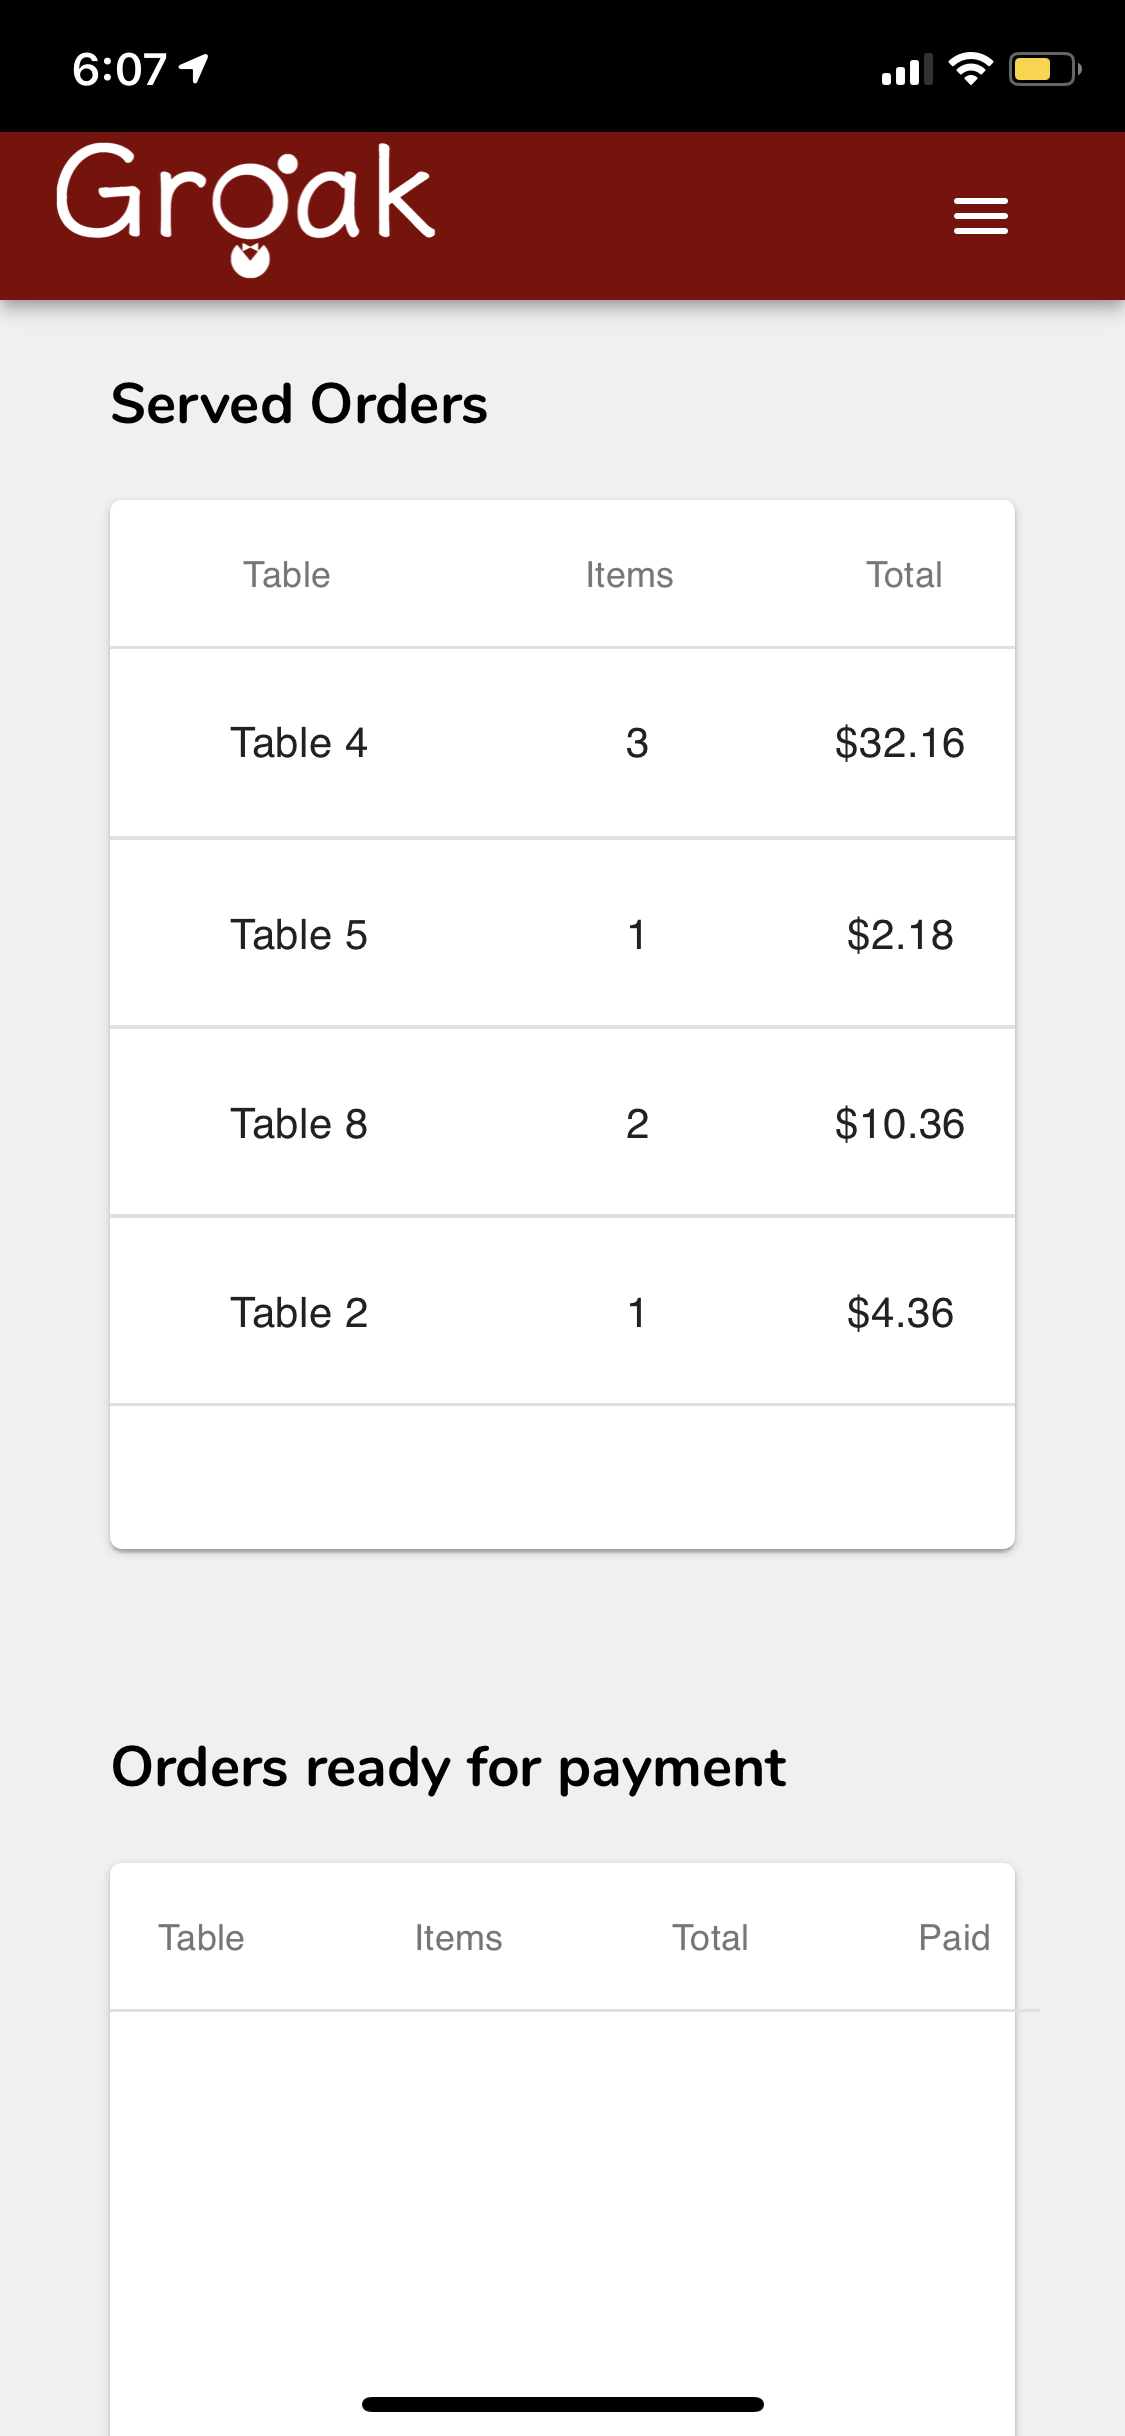 6:07
Groak
Served Orders
Table Items Total
Table 4 3 $32.16
Table 5 1 $2.18
Table 8 2 $10.36
Table 2 1 $4.36
Orders ready for payment
Table Items Total Paid